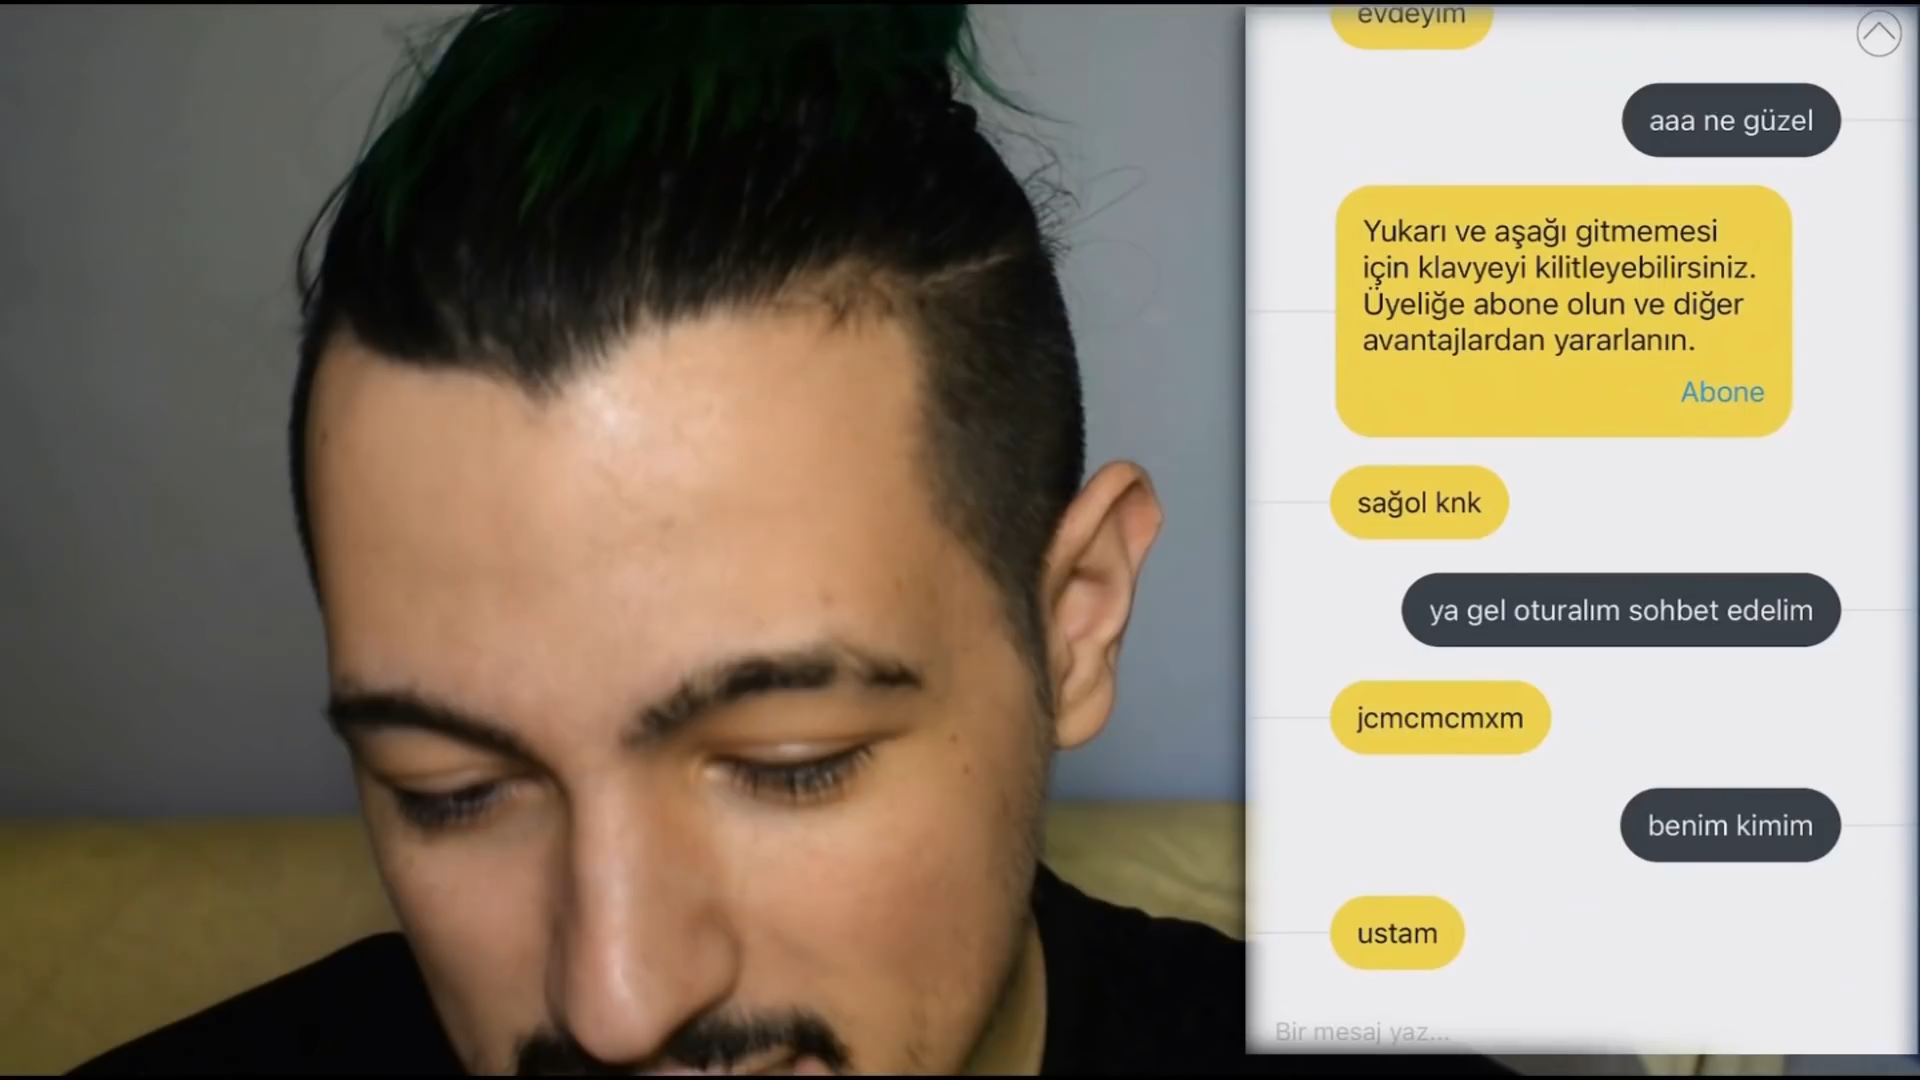 evdeyim
aaa ne güzel
Yukarı ve aşağı gitmemesi
için klavyeyi kilitleyebilirsiniz.
Üyeliğe abone olun ve diğer
avantajlardan yararlanın.
Abone
sağol knk
ya gel oturalım sohbet edelim
jcmcmcmxm
benim kimim
ustam
Bir mesaj yaz...